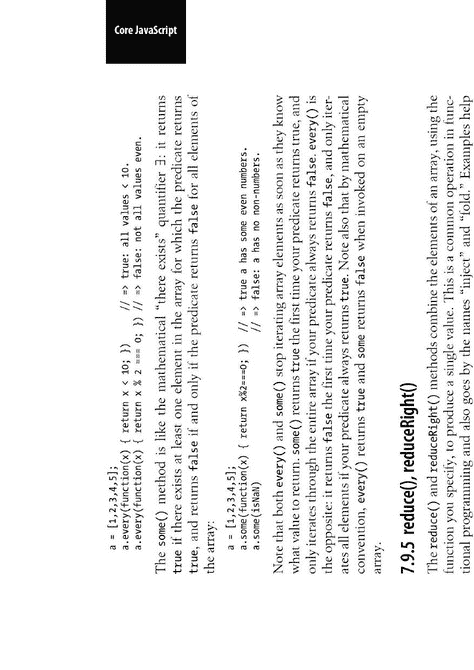 Core JavaScript
a = [1,2,3,4,5];
a.every(function(x) { return x < 10; }) // => true: all values < 10.
a.every(function(x) { return x % 2 === 0; }) // => false: not all values even.
The some() method is like the mathematical “there exists” quantifier ∃: it returns
true if there exists at least one element in the array for which the predicate returns
true, and returns false if and only if the predicate returns false for all elements of
the array:
a = [1,2,3,4,5];
a.some(function(x) { return x%2===0; }) // => true a has some even numbers.
a.some(isNaN) // => false: a has no non-numbers.
Note that both every() and some() stop iterating array elements as soon as they know
what value to return. some() returns true the first time your predicate returns true, and
only iterates through the entire array if your predicate always returns false. every() is
the opposite: it returns false the first time your predicate returns false, and only iter-
ates all elements if your predicate always returns true. Note also that by mathematical
convention, every() returns true and some returns false when invoked on an empty
array.
7.9.5 reduce(), reduceRight()
The reduce() and reduceRight() methods combine the elements of an array, using the
function you specify, to produce a single value. This is a common operation in func-
tional programming and also goes by the names “inject” and “fold.” Examples help